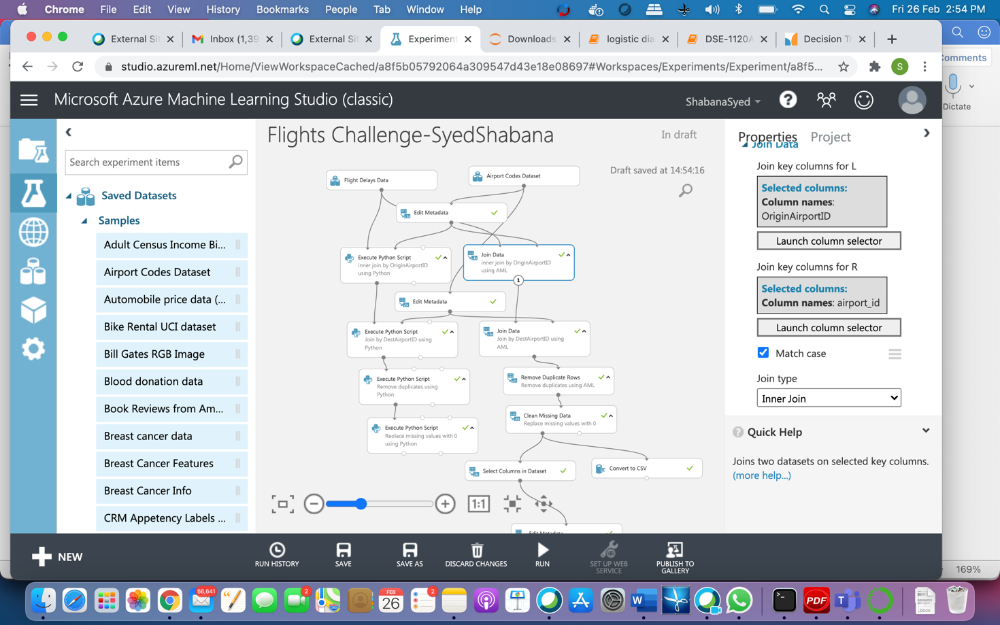 Chrome File Edit View History Bookmarks People Tab Window Help Fri 26 Feb 2:54 PM
External Sit
Inbox (1,39
External Sit
Experiment
Downloads
logistic dia
DSE-1120A
Decision Tr
studio.azureml.net/Home/ViewWorkspaceCached/a8f5b05792064a309547d43e18e08697#Workspaces/Experiments/Experiment/a8f5...
S
Comments
Dictate
Microsoft Azure Machine Learning Studio (classic)
ShabanaSyed
Search experiment items
Saved Datasets
Samples
Adult Census Income Bi...
Airport Codes Dataset
Automobile price data (...
Bike Rental UCI dataset
Bill Gates RGB Image
Blood donation data
Book Reviews from Am...
Breast cancer data
Breast Cancer Features
Breast Cancer Info
CRM Appetency Labels ...
Flights Challenge-SyedShabana
In draft
Draft saved at 14:54:16
Flight Delays Data
Airport Codes Dataset
Edit Metadata
Execute Python Script
inner join by OriginAirportID
using Python
Join Data
inner join by OriginAirportID
using AML
1
Edit Metadata
Execute Python Script
Join by DestAirportID using
Python
Join Data
Join by DestAirportID using
AML
Execute Python Script
Remove duplicates using
Python
Remove Duplicate Rows
Remove duplicates using AML
Execute Python Script
Reolace missing values with 0
using Python
Clean Missing Data
Replace missing values with 0
Select Columns in Dataset
Convert to CSV
Edit Metadata
1:1
Properties Project
Join Data
Join key columns for L
Selected columns:
Column names:
OriginAirportID
Launch column selector
Join key columns for R
Selected columns:
Column names: airport_id
Launch column selector
Match case
Join type
Inner Join
Quick Help
Joins two datasets on selected key columns.
(more help...)
NEW
RUN HISTORY
SAVE
SAVE AS
DISCARD CHANGES
RUN
SET UP WEB
SERVICE
PUBLISH TO
GALLERY
169%
56,641
2
FEB
26
2
W
PDF
T
.DOCX